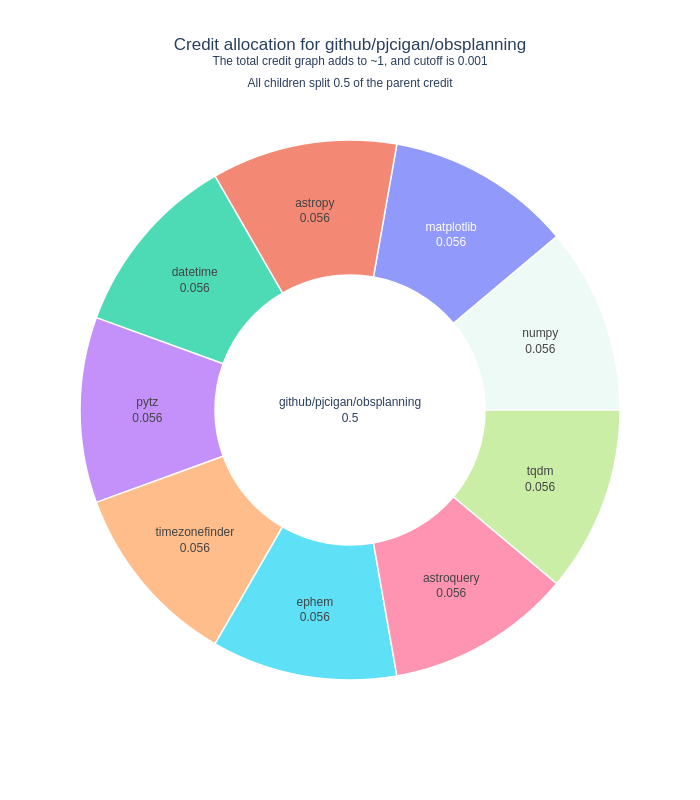 Credit allocation for github/pjcigan/obsplanning
The total credit graph adds to ~1, and cutoff is 0.001
All children split 0.5 of the parent credit
astropy
0.056
matplotlib
0.056
datetime
0.056
numpy
0.056
pytz
0.056
github/pjcigan/obsplanning
0.5
tqdm
0.056
timezonefinder
0.056
astroquery
0.056
ephem
0.056